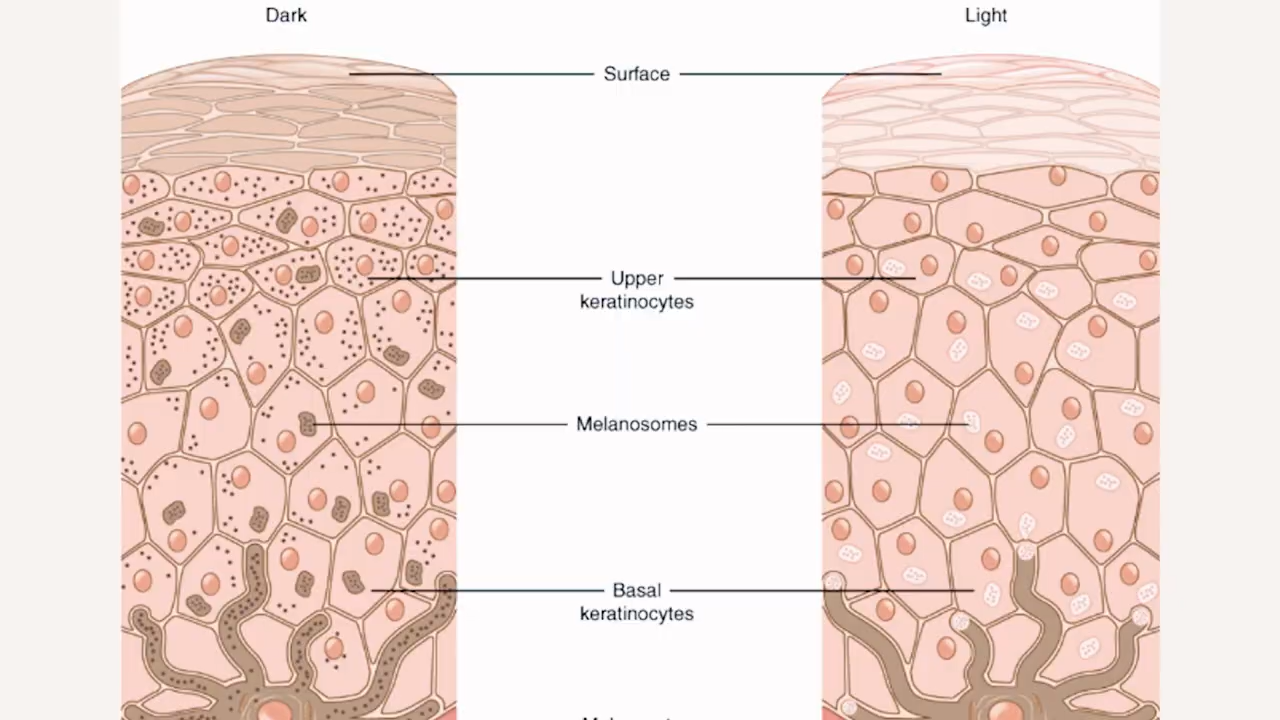 Dark
Light
Surface
Upper
keratinocytes
Melanosomes
Basal
keratinocytes